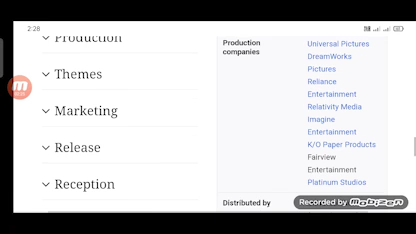 2:28
Production
Themes
Marketing
Release
Reception
Production
companies
Universal Pictures
DreamWorks
Pictures
Reliance
Entertainment
Relativity Media
Imagine
Entertainment
K/O Paper Products
Fairview
Entertainment
Platinum Studios
Distributed by
Recorded by mobizen